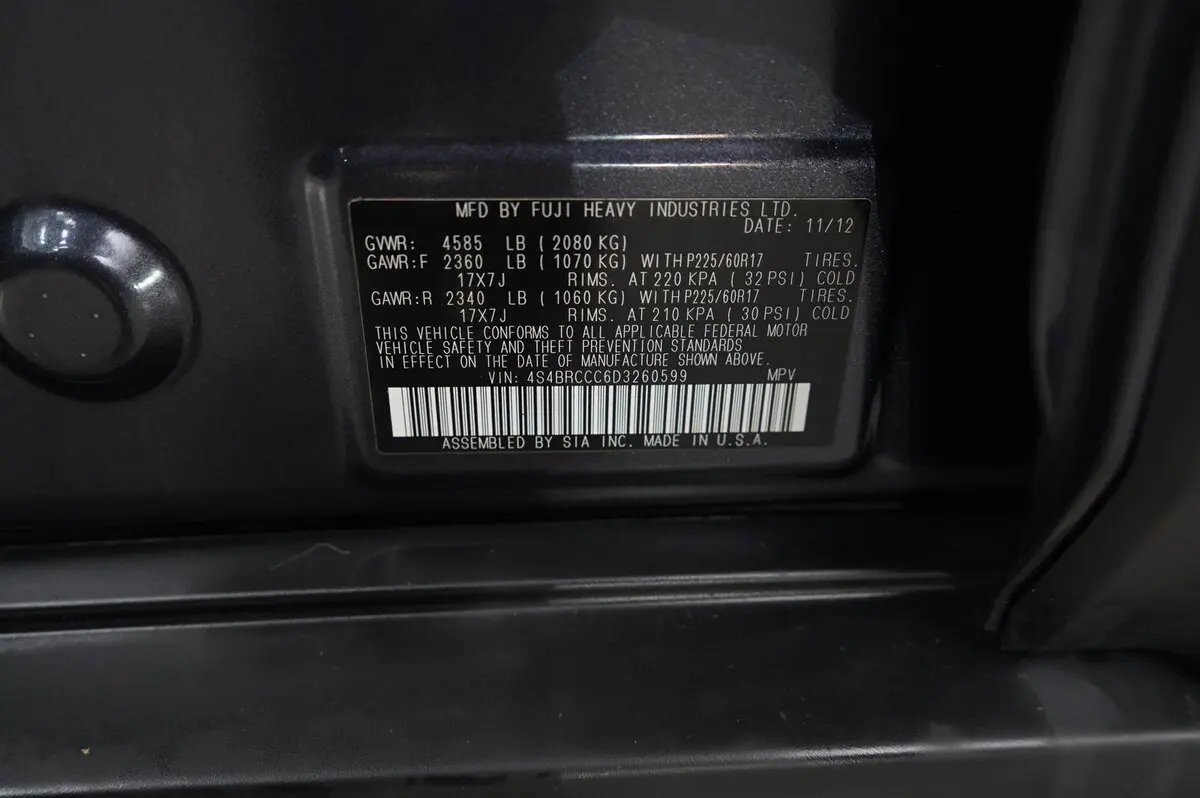 MFD BY FUJI HEAVY INDUSTRIES LTD.
DATE: 11/12
GVWR: 4585 LB ( 2080 KG)
GAWR:F 2360 LB ( 1070 KG) WITH P225/60R17 TIRES.
17X7J RIMS. AT 220 KPA ( 32 PSI) COLD
GAWR:R 2340 LB ( 1060 KG) WITH P225/60R17 TIRES.
17X7J RIMS. AT 210 KPA ( 30 PSI) COLD
THIS VEHICLE CONFORMS TO ALL APPLICABLE FEDERAL MOTOR
VEHICLE SAFETY AND THEFT PREVENTION STANDARDS
IN EFFECT ON THE DATE OF MANUFACTURE SHOWN ABOVE.
VIN: 4S4BRCCC6D3260599 MPV
ASSEMBLED BY SIA INC. MADE IN U.S.A.